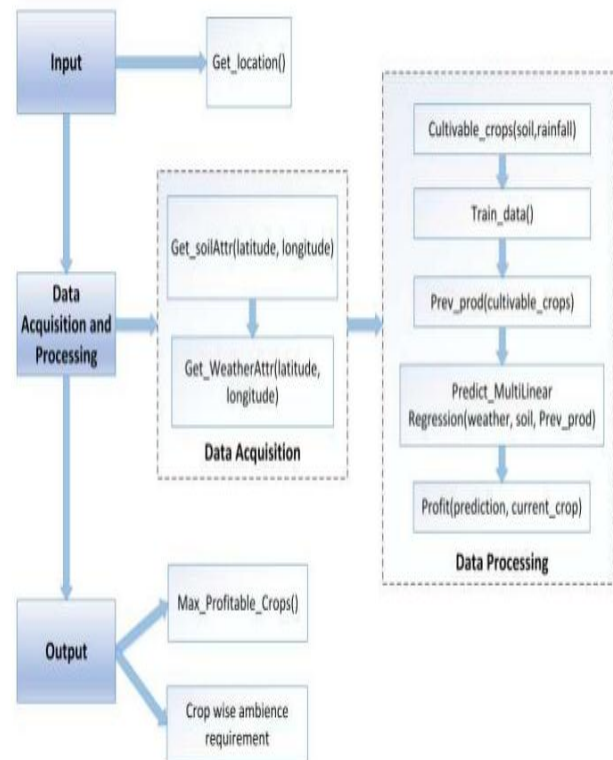 Input
Get_location()
Data
Acquisition and
Processing
Get_soilAttr(latitude, longitude)
Get_WeatherAttr(latitude,
longitude)
Data Acquisition
Cultivable_crops(soil,rainfall)
Train_data()
Prev_prod(cultivable_crops)
Predict_MultiLinear
Regression(weather, soil, Prev_prod)
Profit(prediction, current_crop)
Data Processing
Output
Max_Profitable_Crops()
Crop wise ambience
requirement